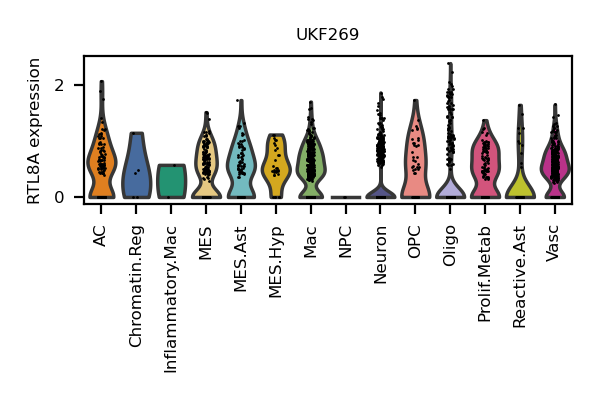 UKF269
RTL8A expression
2
0
AC
Chromatin.Reg
Inflammatory.Mac
MES
MES.Ast
MES.Hyp
Mac
NPC
Neuron
OPC
Oligo
Prolif.Metab
Reactive.Ast
Vasc